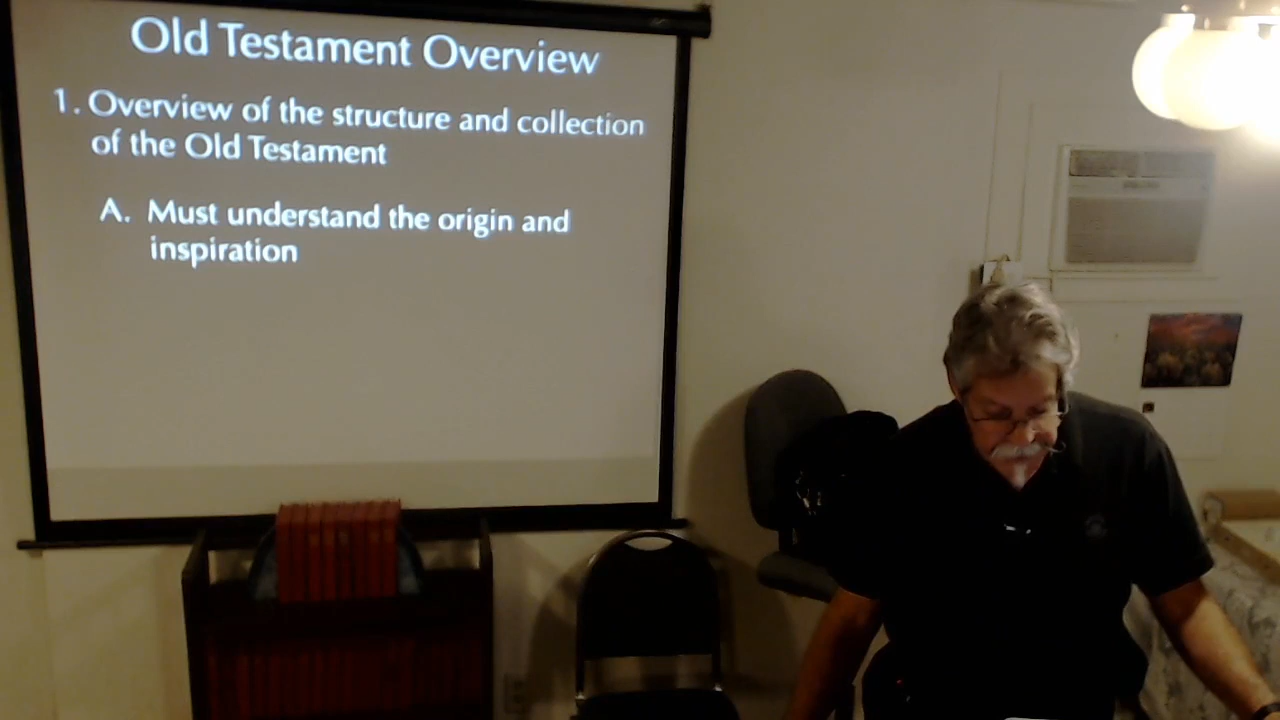 Old Testament Overview
1. Overview of the structure and collection
of the Old Testament
A. Must understand the origin and
inspiration